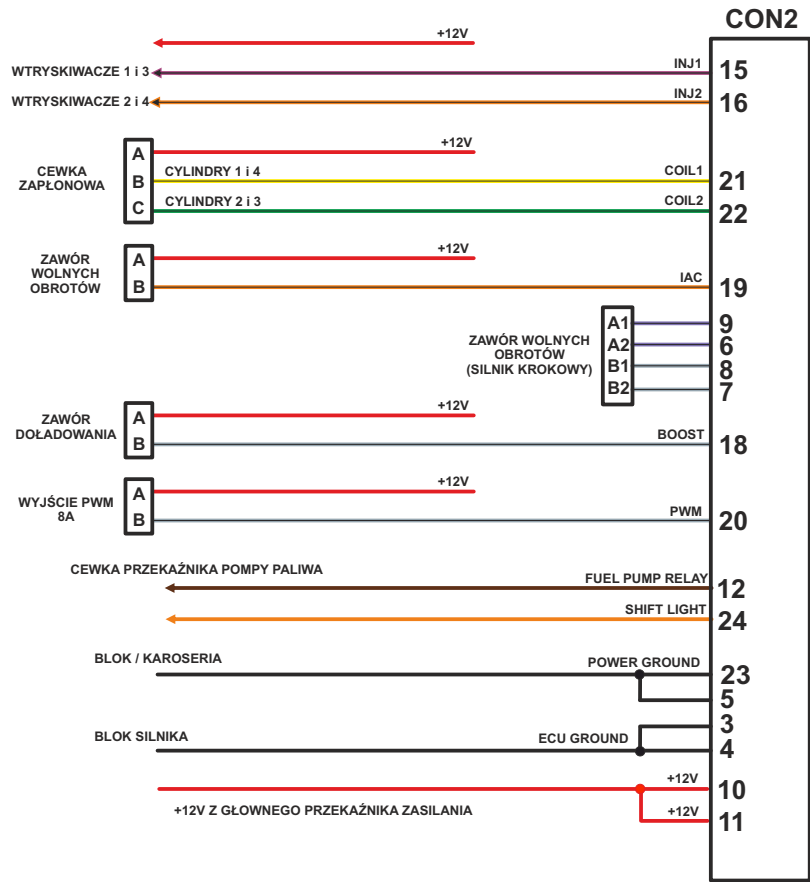 CON2
+12V
WTRYSKIWACZE 1 i 3
INJ1
15
WTRYSKIWACZE 2 i 4
INJ2
16
CEWKA
ZAPŁONOWA
A
+12V
B
CYLINDRY 1 i 4
COIL1
21
C
CYLINDRY 2 i 3
COIL2
22
ZAWÓR
WOLNYCH
OBROTÓW
A
+12V
B
IAC
19
ZAWÓR WOLNYCH
OBROTÓW
(SILNIK KROKOWY)
A1
9
A2
6
B1
8
B2
7
ZAWÓR
DOŁADOWANIA
A
+12V
B
BOOST
18
WYJŚCIE PWM
8A
A
+12V
B
PWM
20
CEWKA PRZEKAŹNIKA POMPY PALIWA
FUEL PUMP RELAY
12
SHIFT LIGHT
24
BLOK / KAROSERIA
POWER GROUND
23
5
3
BLOK SILNIKA
ECU GROUND
4
+12V
10
+12V Z GŁOWNEGO PRZEKAŹNIKA ZASILANIA
+12V
11